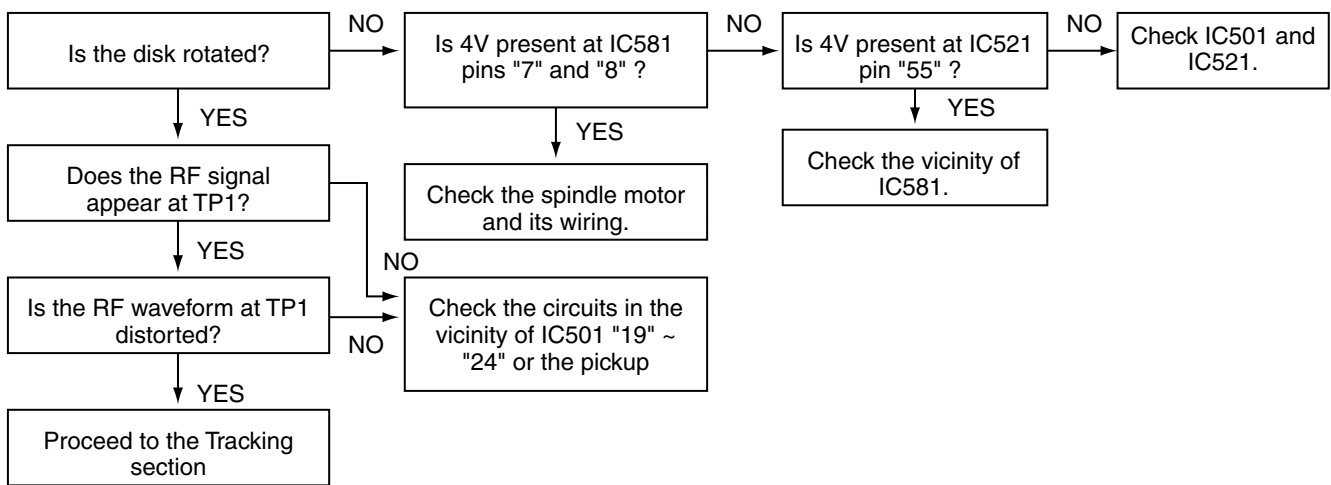 Is the disk rotated?
NO
Is 4V present at IC581
pins "7" and "8" ?
NO
Is 4V present at IC521
pin "55" ?
NO
Check IC501 and
IC521.
YES
YES
YES
Does the RF signal
appear at TP1?
Check the spindle motor
and its wiring.
Check the vicinity of
IC581.
YES
NO
Is the RF waveform at TP1
distorted?
NO
Check the circuits in the
vicinity of IC501 "19" ~
"24" or the pickup
YES
Proceed to the Tracking
section